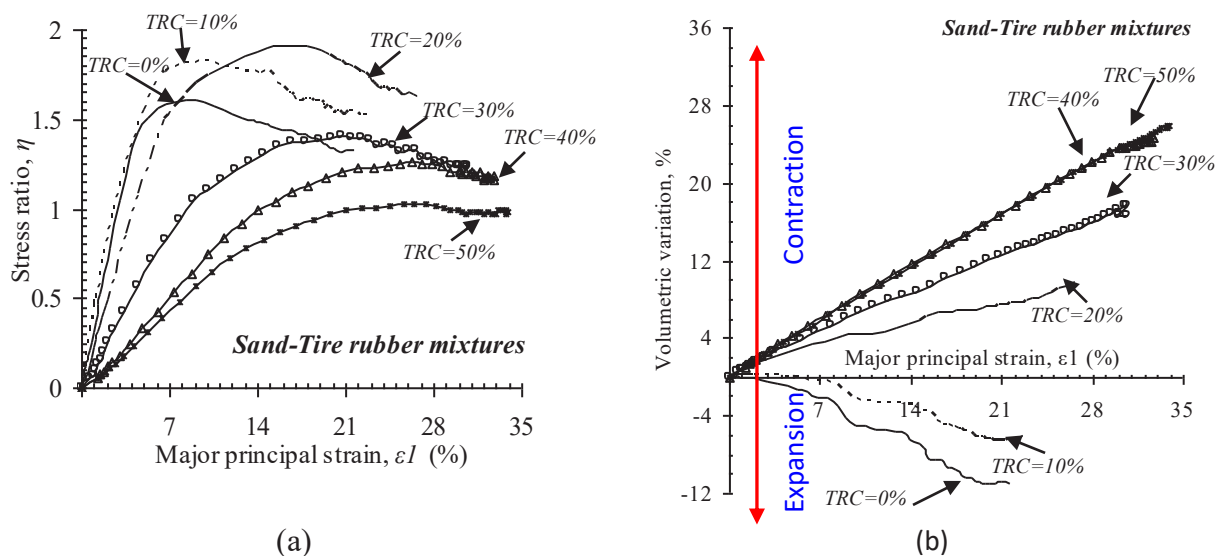 2
1.5
1
0.5
0
0
7
14
21
28
35
Stress ratio, η
Major principal strain, ε1 (%)
TRC=10%
TRC=0%
TRC=20%
TRC=30%
TRC=40%
TRC=50%
Sand-Tire rubber mixtures
(a)
36
28
20
12
4
-4
-12
0
7
14
21
28
35
Volumetric variation, %
Sand-Tire rubber mixtures
Contraction
Expansion
TRC=50%
TRC=40%
TRC=30%
TRC=20%
Major principal strain, ε1 (%)
TRC=10%
TRC=0%
(b)